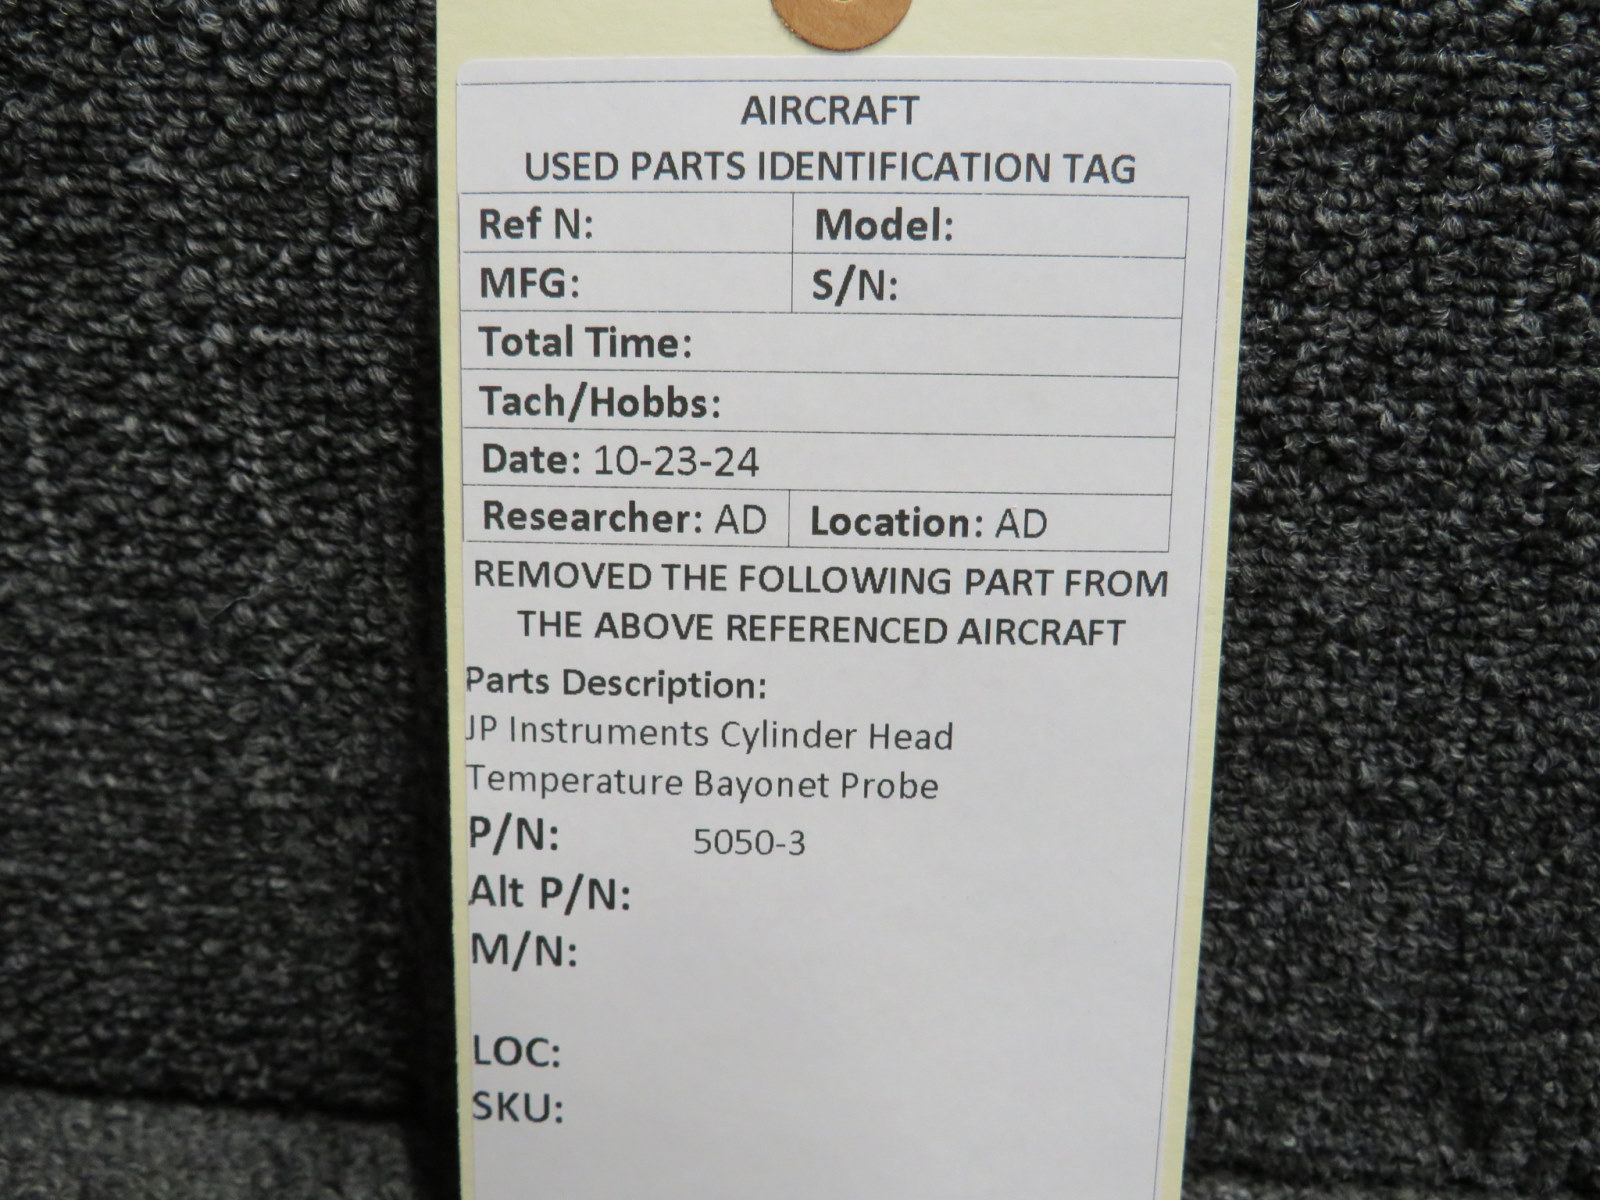 AIRCRAFT
USED PARTS IDENTIFICATION TAG
Ref N: Model:
MFG: S/N:
Total Time:
Tach/Hobbs:
Date: 10-23-24
Researcher: AD Location: AD
REMOVED THE FOLLOWING PART FROM
THE ABOVE REFERENCED AIRCRAFT
Parts Description:
JP Instruments Cylinder Head
Temperature Bayonet Probe
P/N: 5050-3
Alt P/N:
M/N:
LOC:
SKU: